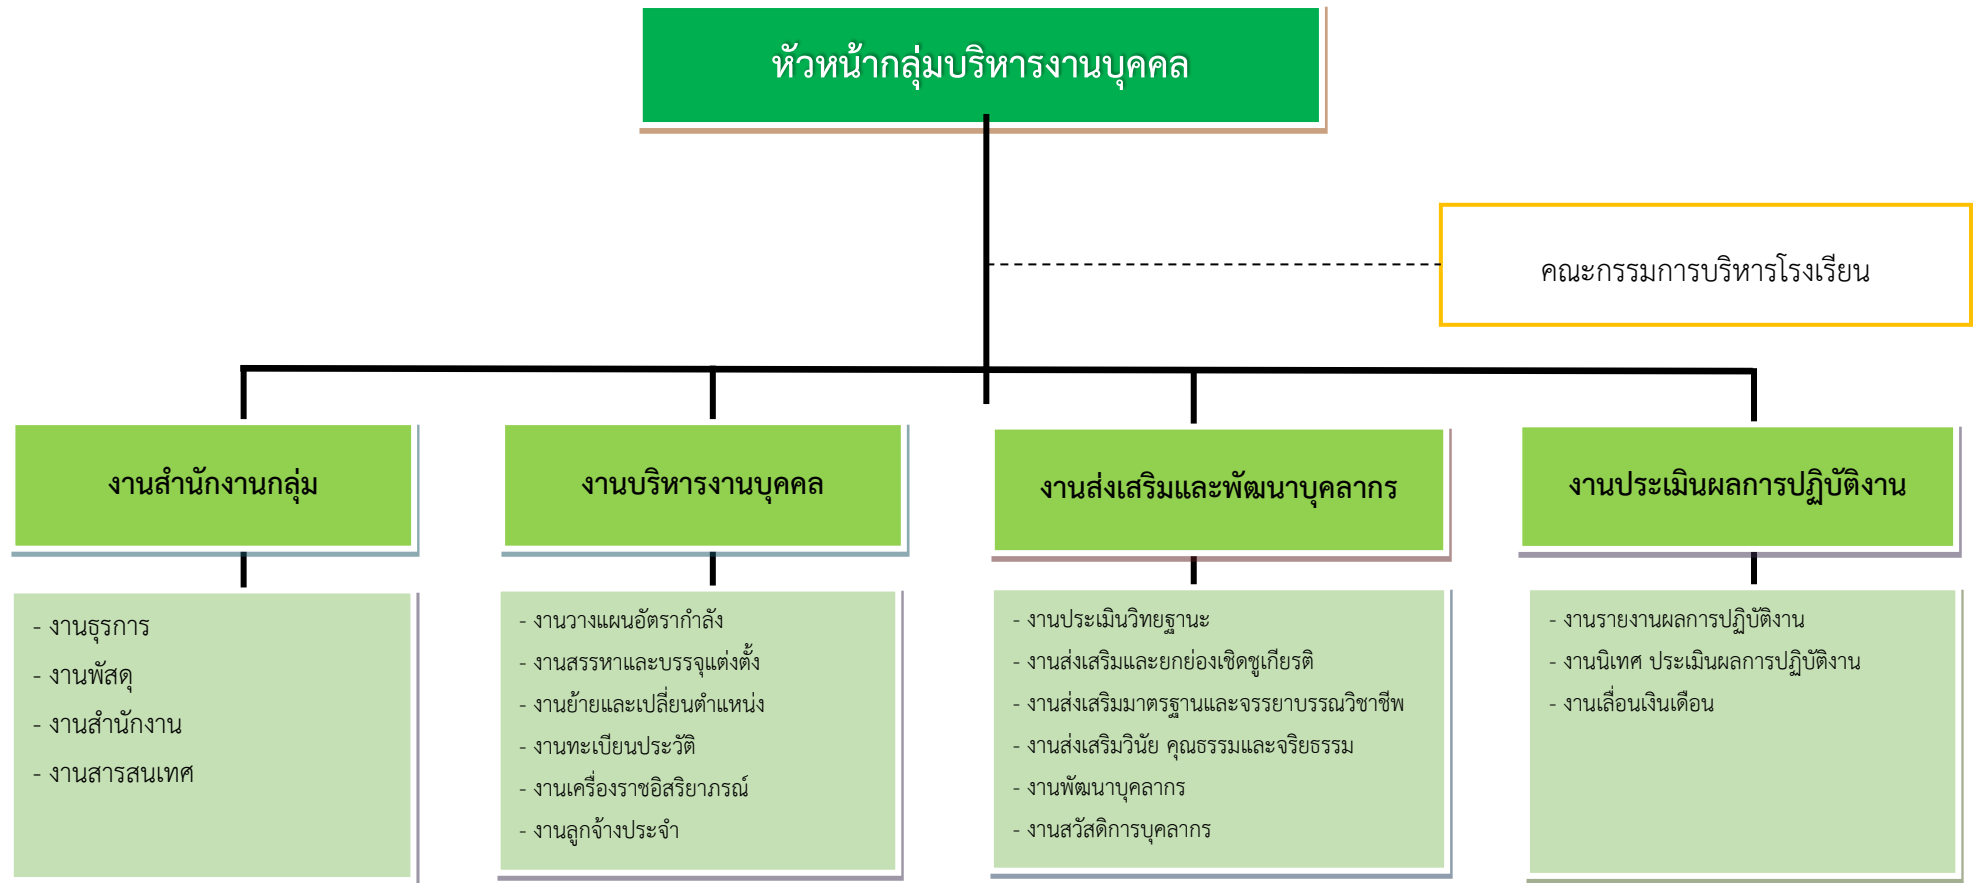 หัวหน้ากลุ่มบริหารงานบุคคล
คณะกรรมการบริหารโรงเรียน
งานสำนักงานกลุ่ม
- งานธุรการ
- งานพัสดุ
- งานสำนักงาน
- งานสารสนเทศ
งานบริหารงานบุคคล
- งานวางแผนอัตรากำลัง
- งานสรรหาและบรรจุแต่งตั้ง
- งานย้ายและเปลี่ยนตำแหน่ง
- งานทะเบียนประวัติ
- งานเครื่องราชอิสริยาภรณ์
- งานลูกจ้างประจำ
งานส่งเสริมและพัฒนาบุคลากร
- งานประเมินวิทยฐานะ
- งานส่งเสริมและยกย่องเชิดชูเกียรติ
- งานส่งเสริมมาตรฐานและจรรยาบรรณวิชาชีพ
- งานส่งเสริมวินัย คุณธรรมและจริยธรรม
- งานพัฒนาบุคลากร
- งานสวัสดิการบุคลากร
งานประเมินผลการปฏิบัติงาน
- งานรายงานผลการปฏิบัติงาน
- งานนิเทศ ประเมินผลการปฏิบัติงาน
- งานเลื่อนเงินเดือน